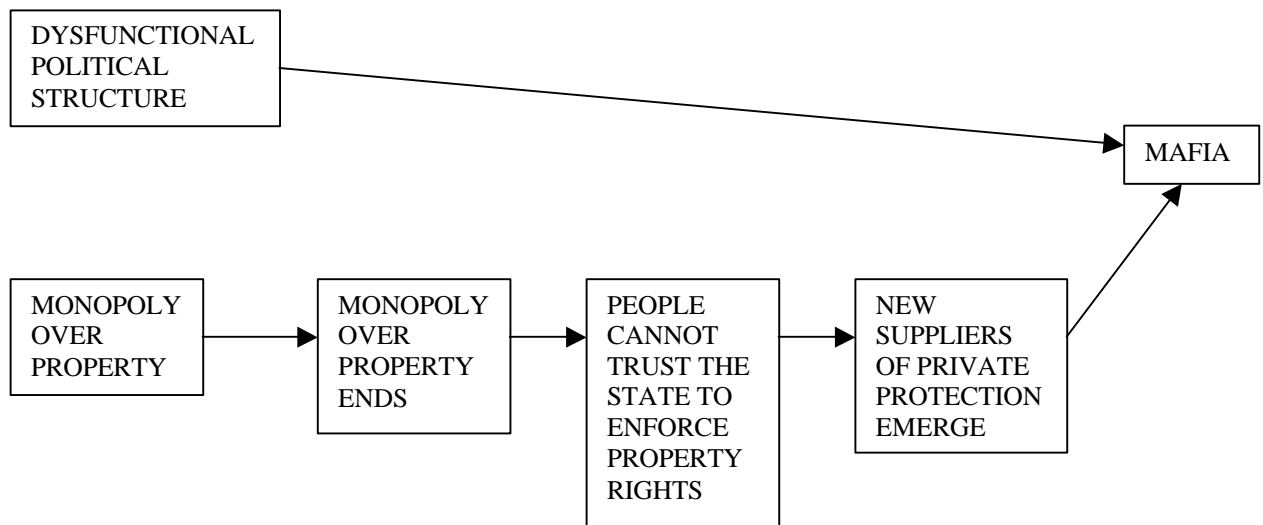 DYSFUNCTIONAL
POLITICAL
STRUCTURE
MAFIA
MONOPOLY
OVER
PROPERTY
MONOPOLY
OVER
PROPERTY
ENDS
PEOPLE
CANNOT
TRUST THE
STATE TO
ENFORCE
PROPERTY
RIGHTS
NEW
SUPPLIERS
OF PRIVATE
PROTECTION
EMERGE